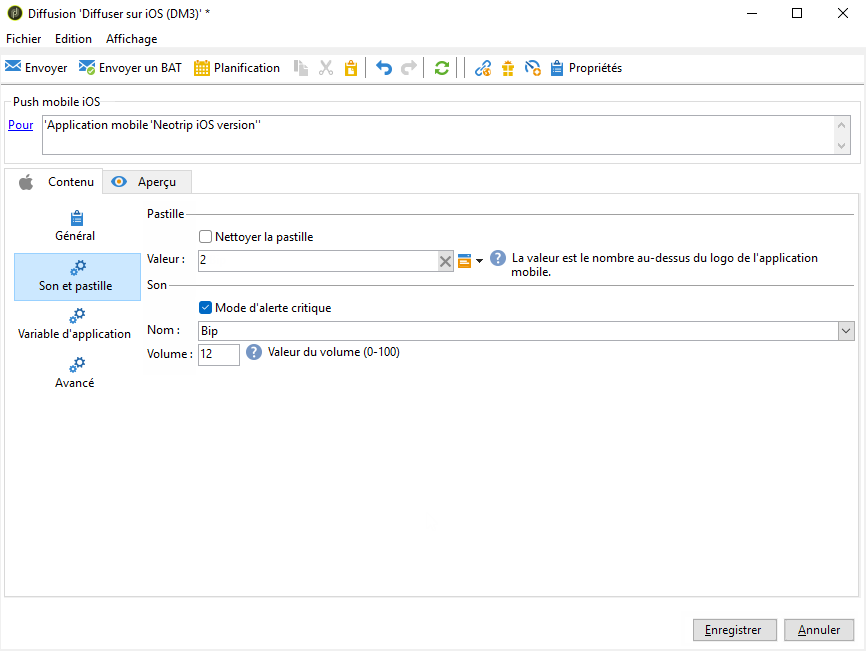 Diffusion 'Diffuser sur iOS (DM3)' *
Fichier Edition Affichage
Envoyer Envoyer un BAT Planification Propriétés
Push mobile iOS
Pour 'Application mobile 'Neotrip iOS version''
Contenu Aperçu
Général
Son et pastille
Variable d'application
Avancé
Pastille
Nettoyer la pastille
Valeur : 2 ? La valeur est le nombre au-dessus du logo de l'application
mobile.
Son
Mode d'alerte critique
Nom : Bip
Volume : 12 ? Valeur du volume (0-100)
Enregistrer Annuler